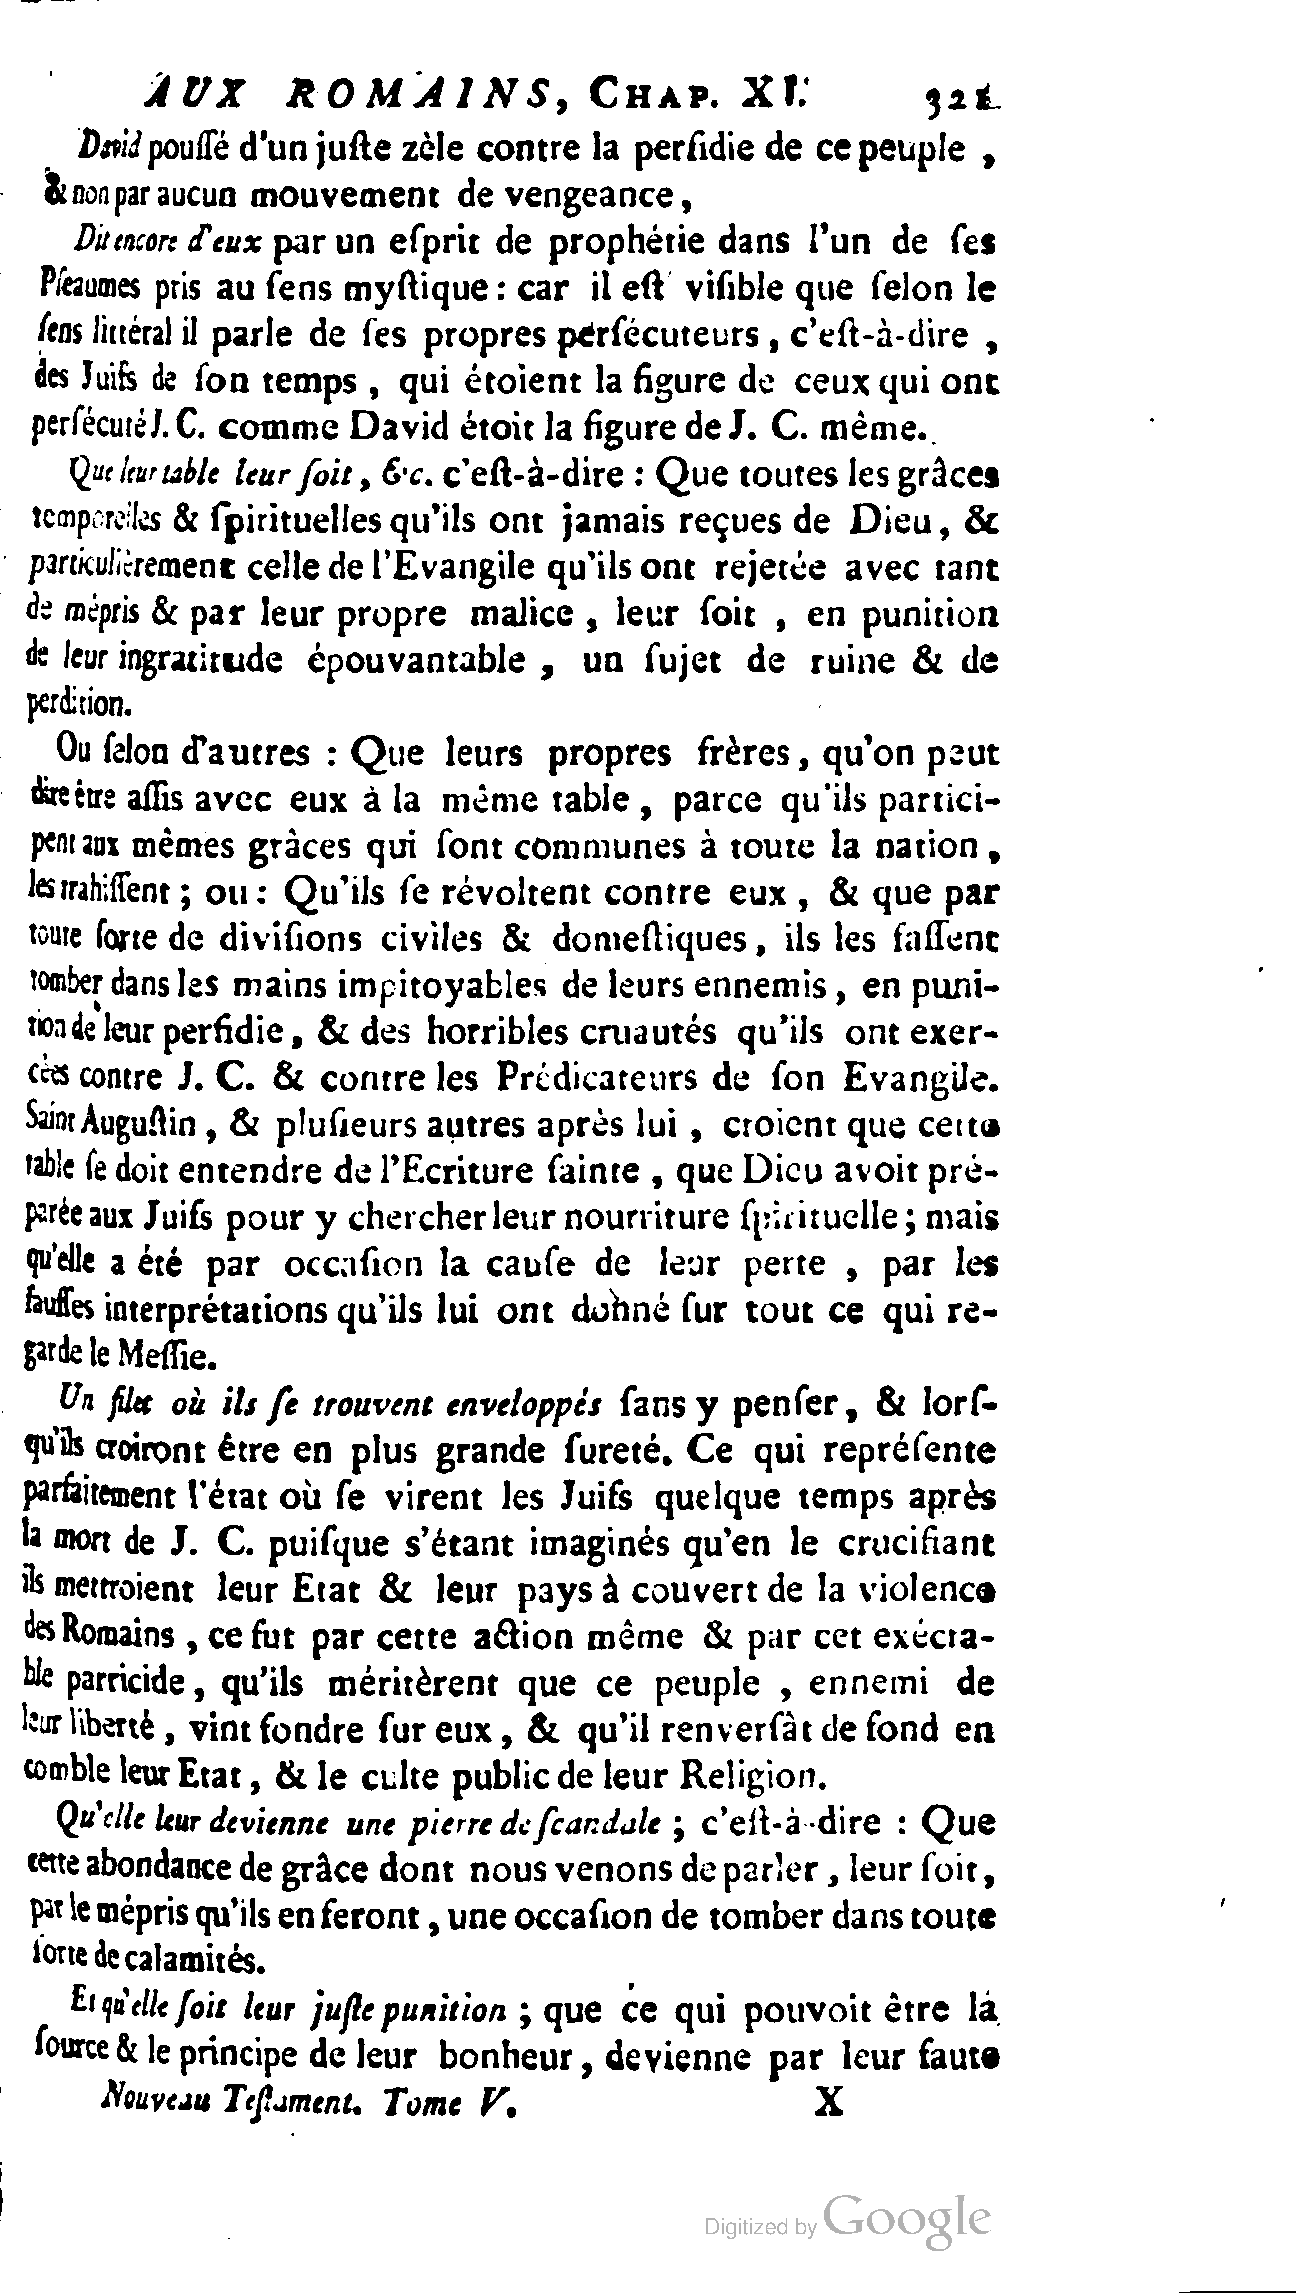 AUX ROMAINS, CHAP. XI. 321
David pouſſé d'un juſte zèle contre la perfidie de ce peuple,
& non par aucun mouvement de vengeance,
Dit encore d'eux par un eſprit de prophétie dans l'un de ſes
Pſeaumes pris au ſens myſtique : car il eſt viſible que ſelon le
ſens littéral il parle de ſes propres perſécuteurs, c'eſt-à-dire,
des Juifs de ſon temps, qui étoient la figure de ceux qui ont
perſécuté J. C. comme David étoit la figure de J. C. même.
Que leur table leur ſoit, &c. c'eſt-à-dire : Que toutes les grâces
temporelles & ſpirituelles qu'ils ont jamais reçues de Dieu, &
particulièrement celle de l'Evangile qu'ils ont rejetée avec tant
de mépris & par leur propre malice, leur ſoit, en punition
de leur ingratitude épouvantable, un ſujet de ruine & de
perdition.
Ou ſelon d'autres : Que leurs propres frères, qu'on peut
dire être aſſis avec eux à la même table, parce qu'ils partici-
pent aux mêmes grâces qui ſont communes à toute la nation,
les trahiſſent ; ou : Qu'ils ſe révoltent contre eux, & que par
toute ſorte de diviſions civiles & domeſtiques, ils les faſſent
tomber dans les mains impitoyables de leurs ennemis, en puni-
tion de leur perfidie, & des horribles cruautés qu'ils ont exer-
cées contre J. C. & contre les Prédicateurs de ſon Evangile.
Saint Auguſtin, & pluſieurs autres après lui, croient que cette
table ſe doit entendre de l'Ecriture ſainte, que Dieu avoit pré-
parée aux Juifs pour y chercher leur nourriture ſpirituelle ; mais
qu'elle a été par occaſion la cauſe de leur perte, par les
fauſſes interprétations qu'ils lui ont donné ſur tout ce qui re-
garde le Meſſie.
Un filet où ils ſe trouvent enveloppés ſans y penſer, & lorſ-
qu'ils croiront être en plus grande ſureté. Ce qui repréſente
parfaitement l'état où ſe virent les Juifs quelque temps après
la mort de J. C. puiſque s'étant imaginés qu'en le crucifiant
ils mettroient leur Etat & leur pays à couvert de la violence
des Romains, ce fut par cette action même & par cet exécra-
ble parricide, qu'ils méritèrent que ce peuple, ennemi de
leur liberté, vint fondre ſur eux, & qu'il renverſât de fond en
comble leur Etat, & le culte public de leur Religion.
Qu'elle leur devienne une pierre de ſcandale ; c'eſt-à-dire : Que
cette abondance de grâce dont nous venons de parler, leur ſoit,
par le mépris qu'ils en feront, une occaſion de tomber dans toute
ſorte de calamités.
Et qu'elle ſoit leur juſte punition ; que ce qui pouvoit être la
ſource & le principe de leur bonheur, devienne par leur faute
Nouveau Teſtament. Tome V. X
Digitized by Google